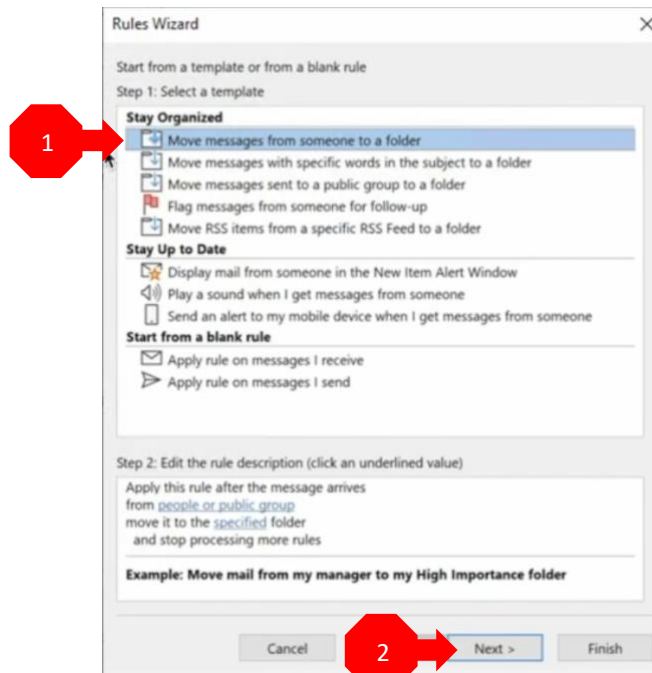 Rules Wizard
Start from a template or from a blank rule
Step 1: Select a template
Stay Organized
1
Move messages from someone to a folder
Move messages with specific words in the subject to a folder
Move messages sent to a public group to a folder
Flag messages from someone for follow-up
Move RSS items from a specific RSS Feed to a folder
Stay Up to Date
Display mail from someone in the New Item Alert Window
Play a sound when I get messages from someone
Send an alert to my mobile device when I get messages from someone
Start from a blank rule
Apply rule on messages I receive
Apply rule on messages I send
Step 2: Edit the rule description (click an underlined value)
Apply this rule after the message arrives
from people or public group
move it to the specified folder
and stop processing more rules
Example: Move mail from my manager to my High Importance folder
Cancel
2
Next >
Finish